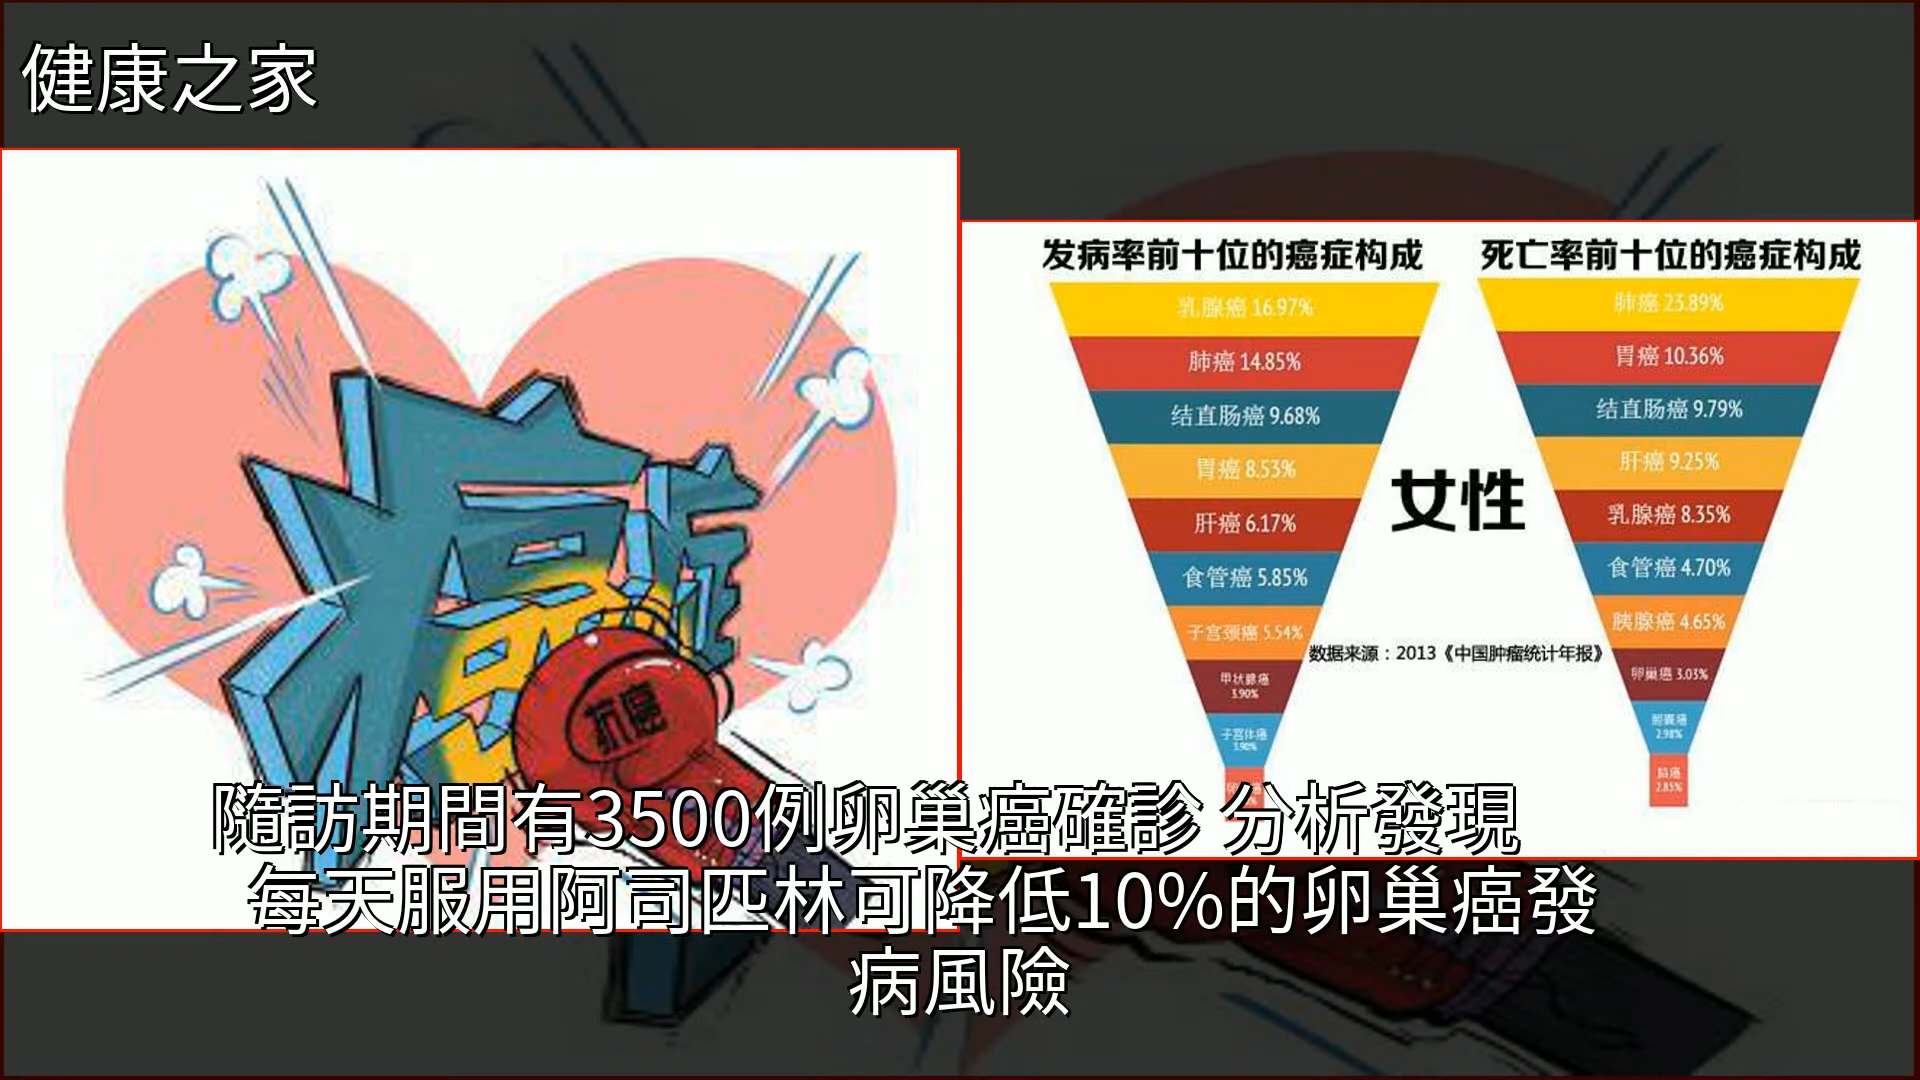 健康之家
癌症
抗癌
发病率前十位的癌症构成
乳腺癌 16.97%
肺癌 14.85%
结直肠癌 9.68%
胃癌 8.53%
肝癌 6.17%
食管癌 5.85%
子宫颈癌 5.54%
甲状腺癌
3.90%
子宫体癌
3.90%
女性
数据来源：2013《中国肿瘤统计年报》
死亡率前十位的癌症构成
肺癌 23.89%
胃癌 10.36%
结直肠癌 9.79%
肝癌 9.25%
乳腺癌 8.35%
食管癌 4.70%
胰腺癌 4.65%
卵巢癌 3.03%
胆囊癌
2.98%
2.85%
隨訪期間有3500例卵巢癌確診 分析發現
每天服用阿司匹林可降低10%的卵巢癌發
病風險